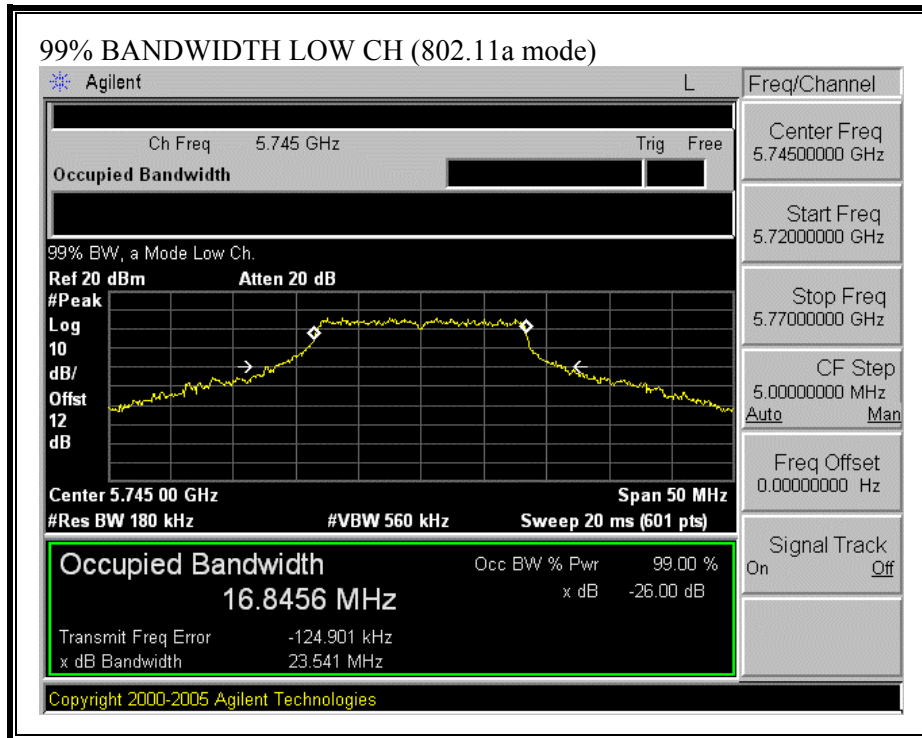 99% BANDWIDTH LOW CH (802.11a mode)
Agilent L Freq/Channel
Ch Freq 5.745 GHz Trig Free
Occupied Bandwidth
Center Freq
5.74500000 GHz
Start Freq
5.72000000 GHz
99% BW, a Mode Low Ch.
Ref 20 dBm Atten 20 dB
#Peak
Log
10
dB/
Offst
12
dB
Stop Freq
5.77000000 GHz
CF Step
5.00000000 MHz
Auto Man
Freq Offset
0.00000000 Hz
Center 5.745 00 GHz Span 50 MHz
#Res BW 180 kHz #VBW 560 kHz Sweep 20 ms (601 pts)
Signal Track
On Off
Occupied Bandwidth Occ BW % Pwr 99.00 %
16.8456 MHz x dB -26.00 dB
Transmit Freq Error -124.901 kHz
x dB Bandwidth 23.541 MHz
Copyright 2000-2005 Agilent Technologies